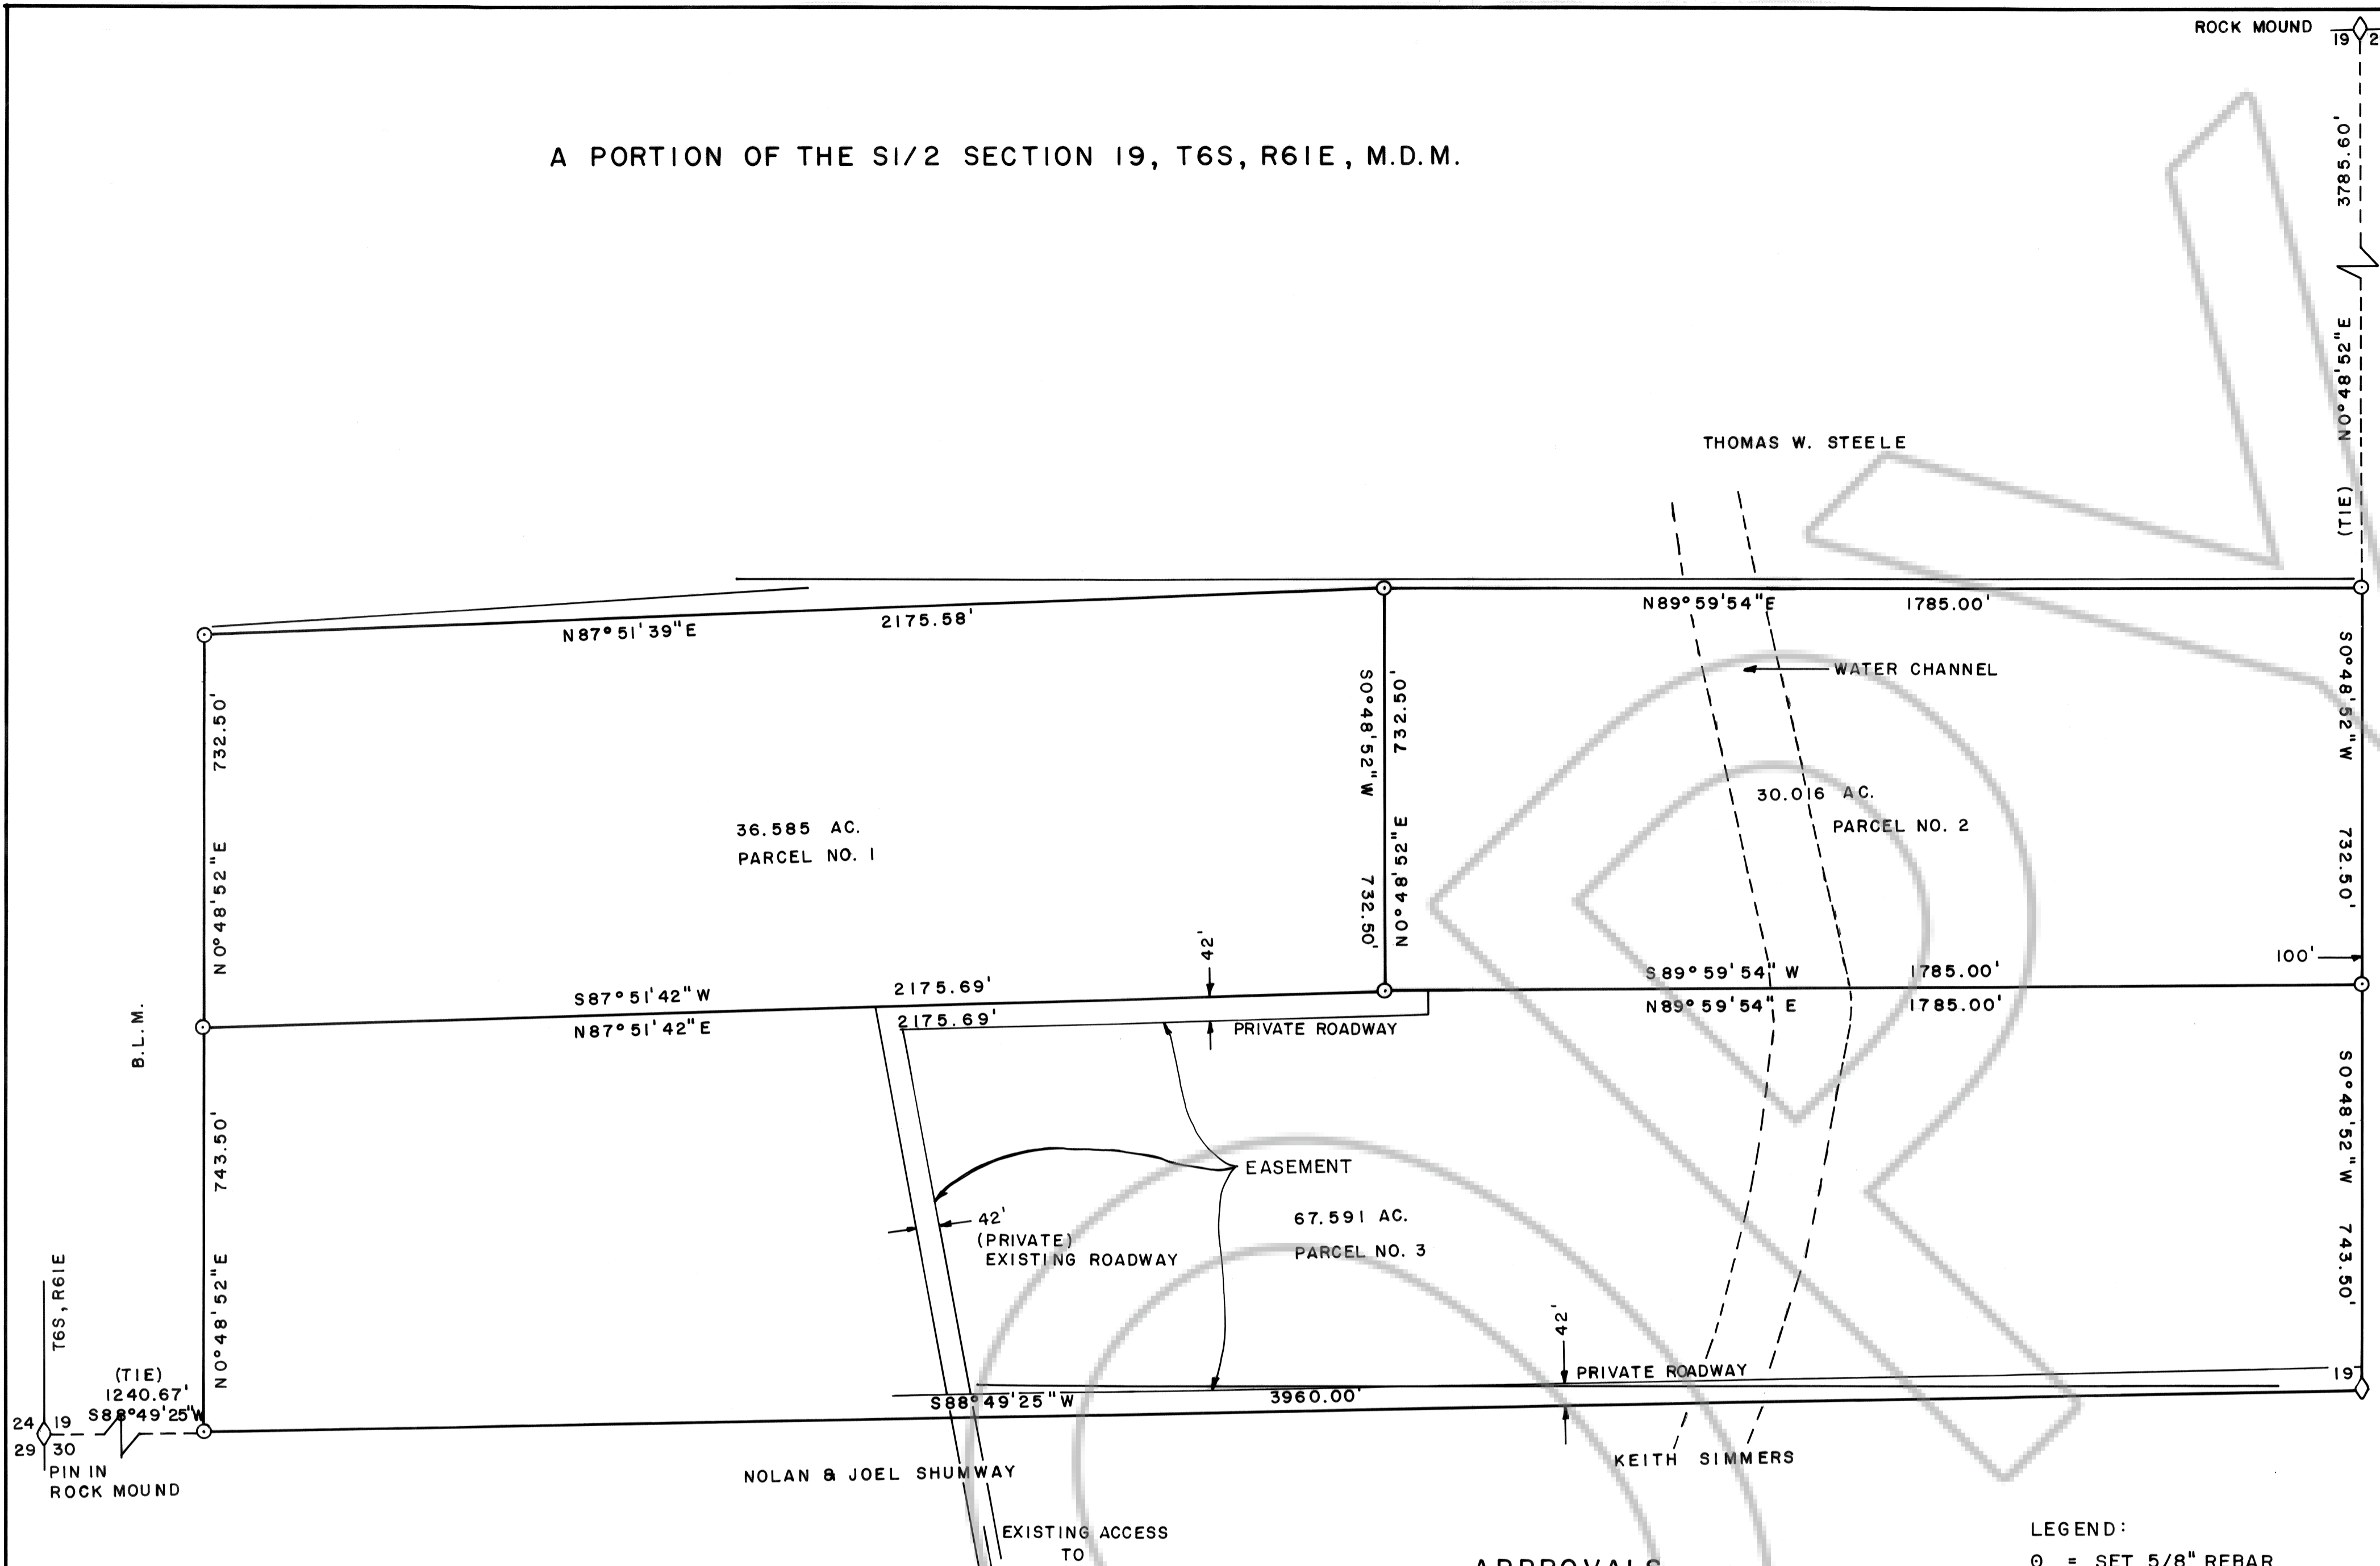 ROCK MOUND
19
A PORTION OF THE S1/2 SECTION 19, T6S, R61E, M.D.M.
3785.60'
N0°48'52"E
(TIE)
THOMAS W. STEELE
N87°51'39"E
2175.58'
N89°59'54"E
1785.00'
732.50'
N0°48'52"E
S0°48'52"W
732.50'
732.50'
N0°48'52"E
WATER CHANNEL
S0°48'52"W
732.50'
36.585 AC.
PARCEL NO. 1
30.016 AC.
PARCEL NO. 2
42'
100'
S87°51'42"W
2175.69'
S89°59'54"W
1785.00'
N87°51'42"E
2175.69'
N89°59'54"E
1785.00'
PRIVATE ROADWAY
B.L.M.
743.50'
N0°48'52"E
S0°48'52"W
743.50'
EASEMENT
42'
(PRIVATE)
EXISTING ROADWAY
67.591 AC.
PARCEL NO. 3
42'
PRIVATE ROADWAY
T6S, R61E
(TIE)
1240.67'
S88°49'25"W
S88°49'25"W
3960.00'
19
24 19
29 30
PIN IN
ROCK MOUND
NOLAN & JOEL SHUMWAY
KEITH SIMMERS
EXISTING ACCESS
TO
APPROVALS
LEGEND:
⊙ = SET 5/8" REBAR